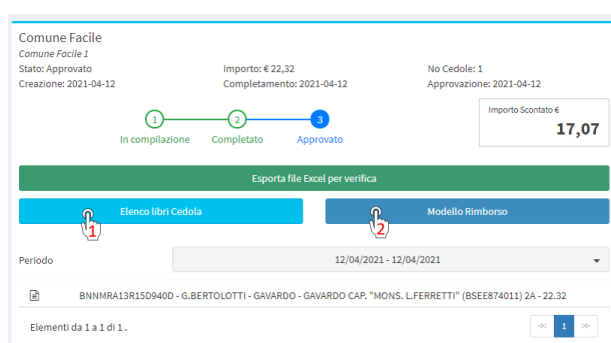 Comune Facile
Comune Facile 1
Stato: Approvato Importo: € 22,32 No Cedole: 1
Creazione: 2021-04-12 Completamento: 2021-04-12 Approvazione: 2021-04-12
1 2 3
In compilazione Completato Approvato
Importo Scontato €
17,07
Esporta file Excel per verifica
Elenco libri Cedola Modello Rimborso
1 2
Periodo 12/04/2021 - 12/04/2021
BNNMRA13R15D940D - G.BERTOLOTTI - GAVARDO - GAVARDO CAP. "MONS. L.FERRETTI" (BSEE874011) 2A - 22.32
Elementi da 1 a 1 di 1 . 1